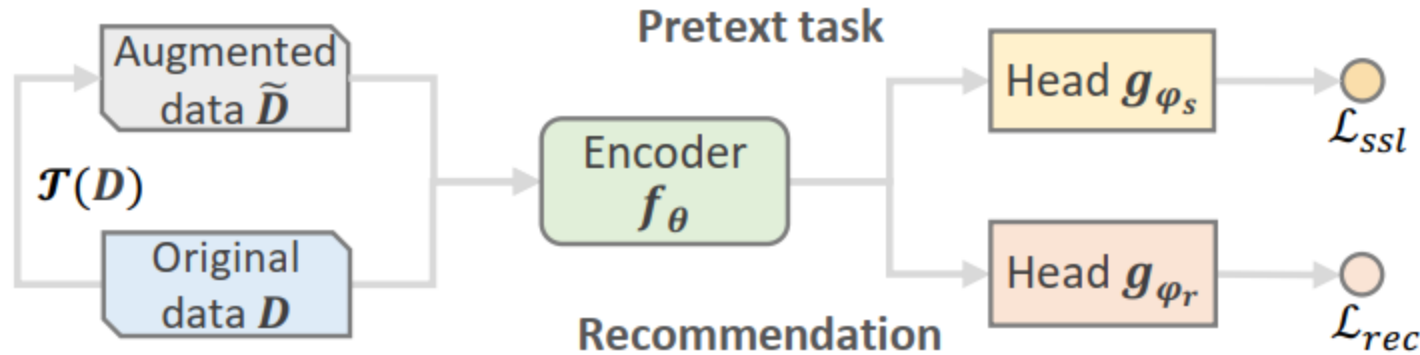 Pretext task
Augmented
data D̃
Head g_φₛ
ℒ_ssl
Encoder
f_θ
𝒯(D)
Original
data D
Head g_φᵣ
ℒ_rec
Recommendation